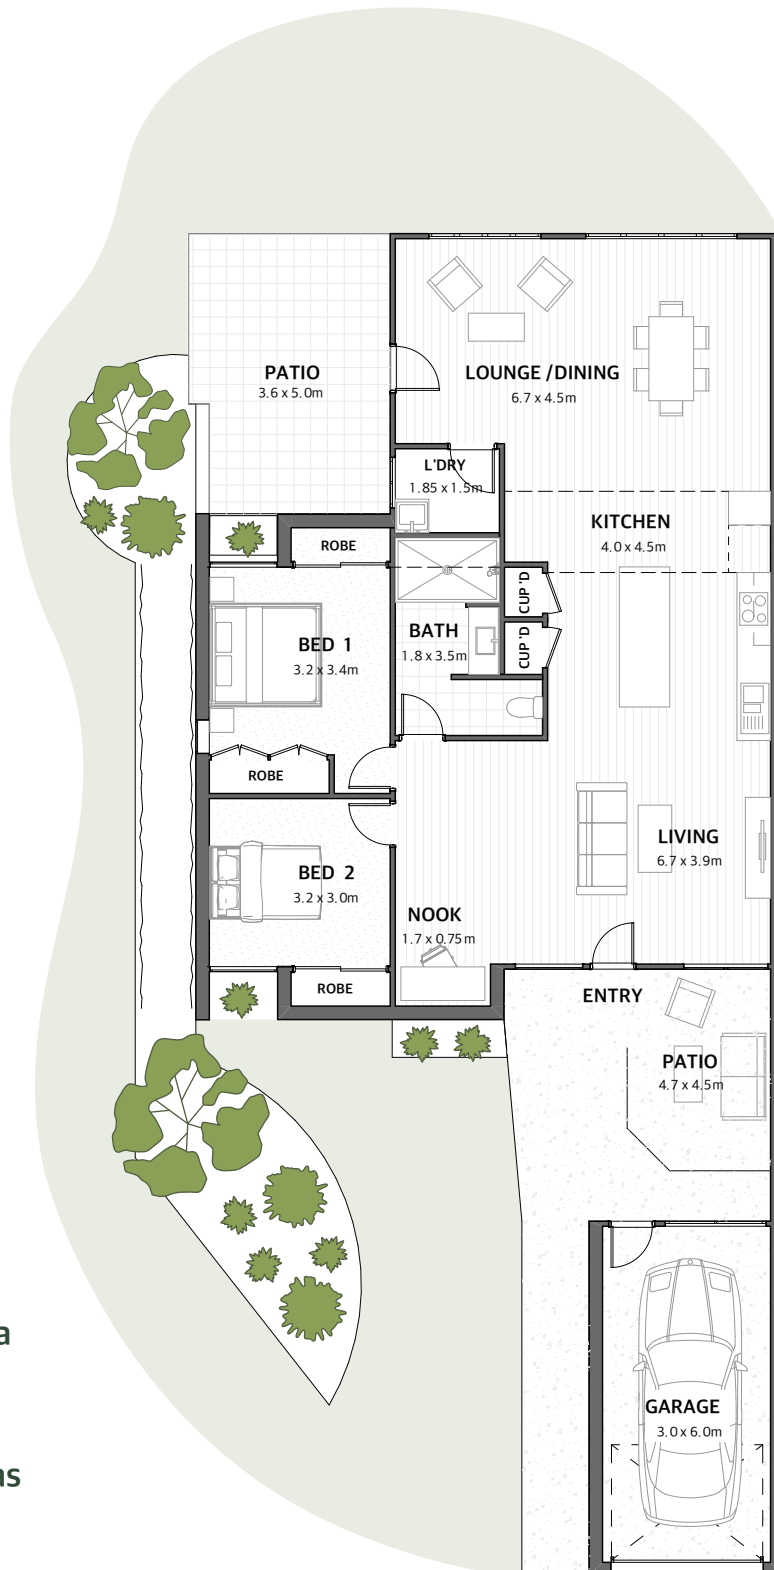 PATIO
3.6 x 5.0m
LOUNGE /DINING
6.7 x 4.5m
L'DRY
1.85 x 1.5m
KITCHEN
4.0 x 4.5m
ROBE
CUP'D
CUP'D
BED 1
3.2 x 3.4m
BATH
1.8 x 3.5m
ROBE
LIVING
6.7 x 3.9m
BED 2
3.2 x 3.0m
NOOK
1.7 x 0.75m
ROBE
ENTRY
PATIO
4.7 x 4.5m
GARAGE
3.0 x 6.0m